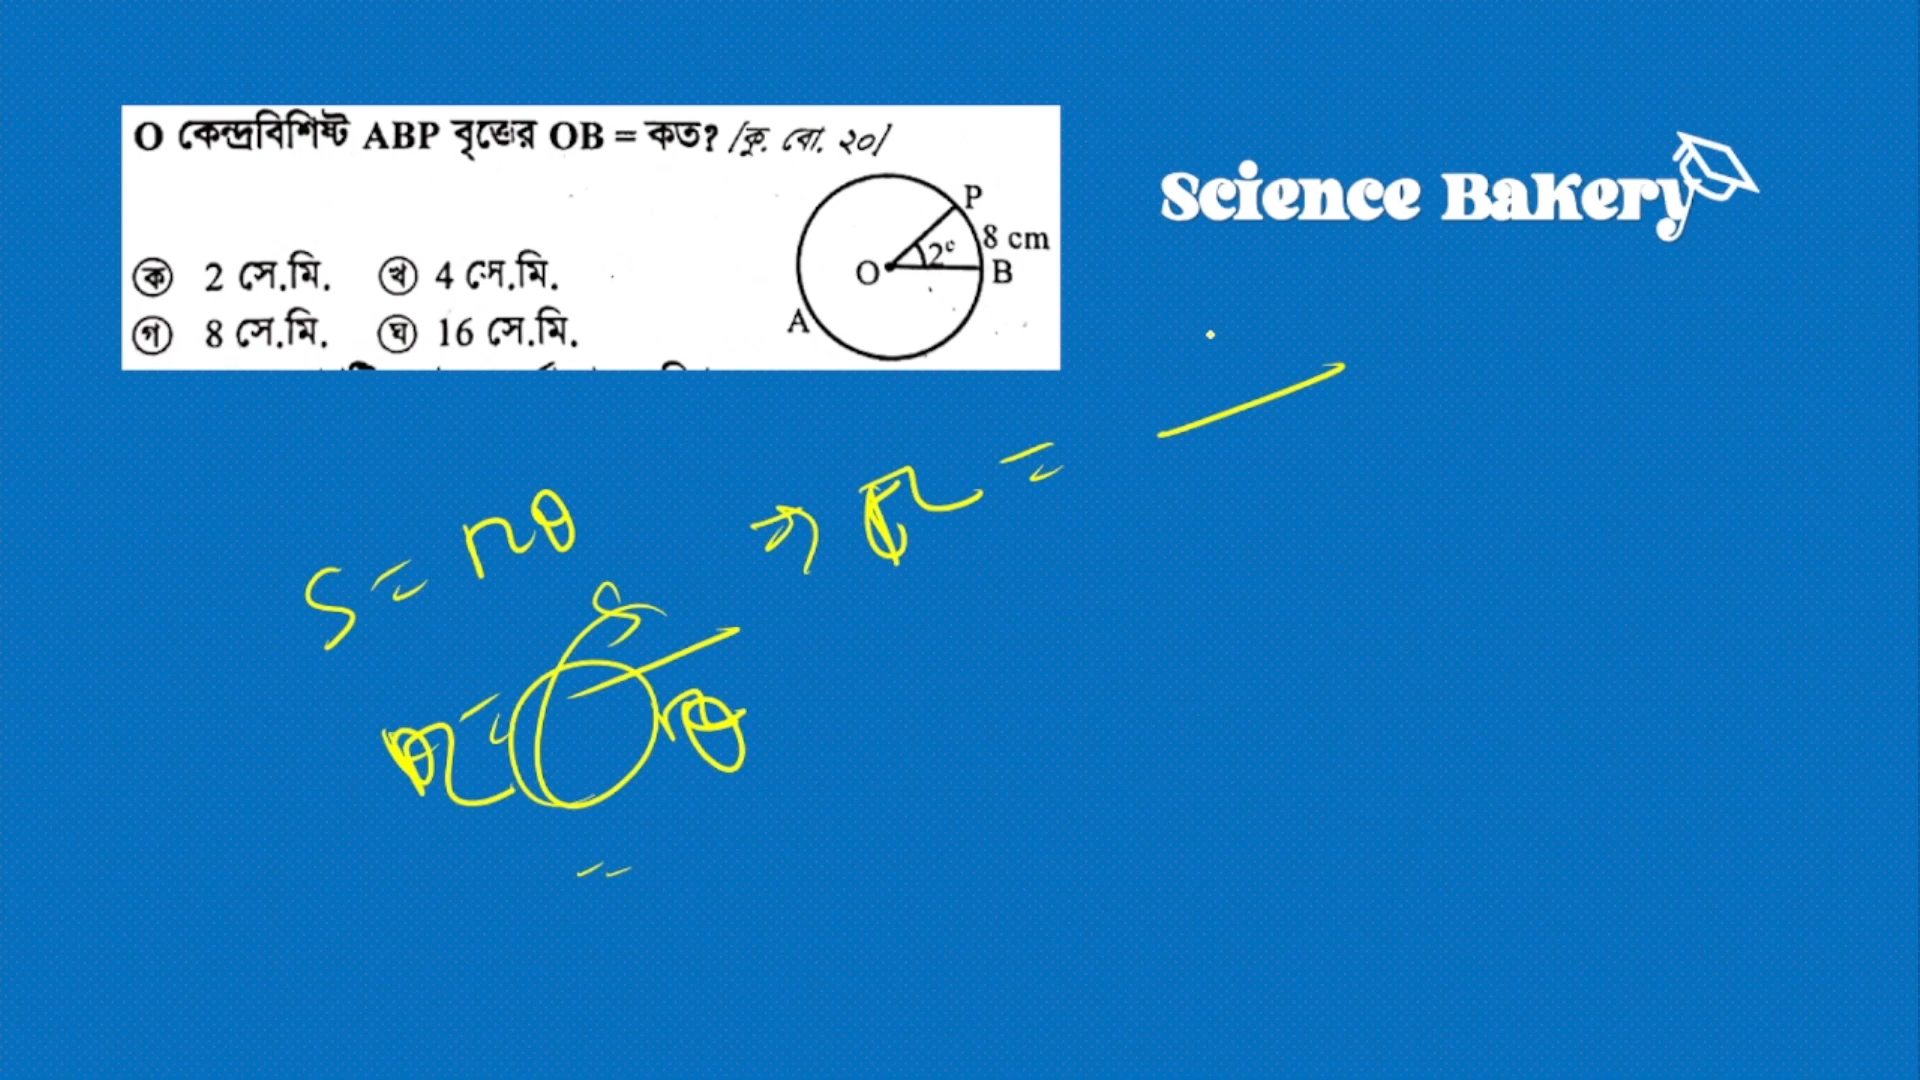 O কেন্দ্রবিশিষ্ট ABP বৃত্তের OB = কত? [কু. বো. ২০]
ক 2 সে.মি. খ 4 সে.মি.
গ 8 সে.মি. ঘ 16 সে.মি.
P
8 cm
2ᶜ
O
B
A
Science Bakery
S = rθ